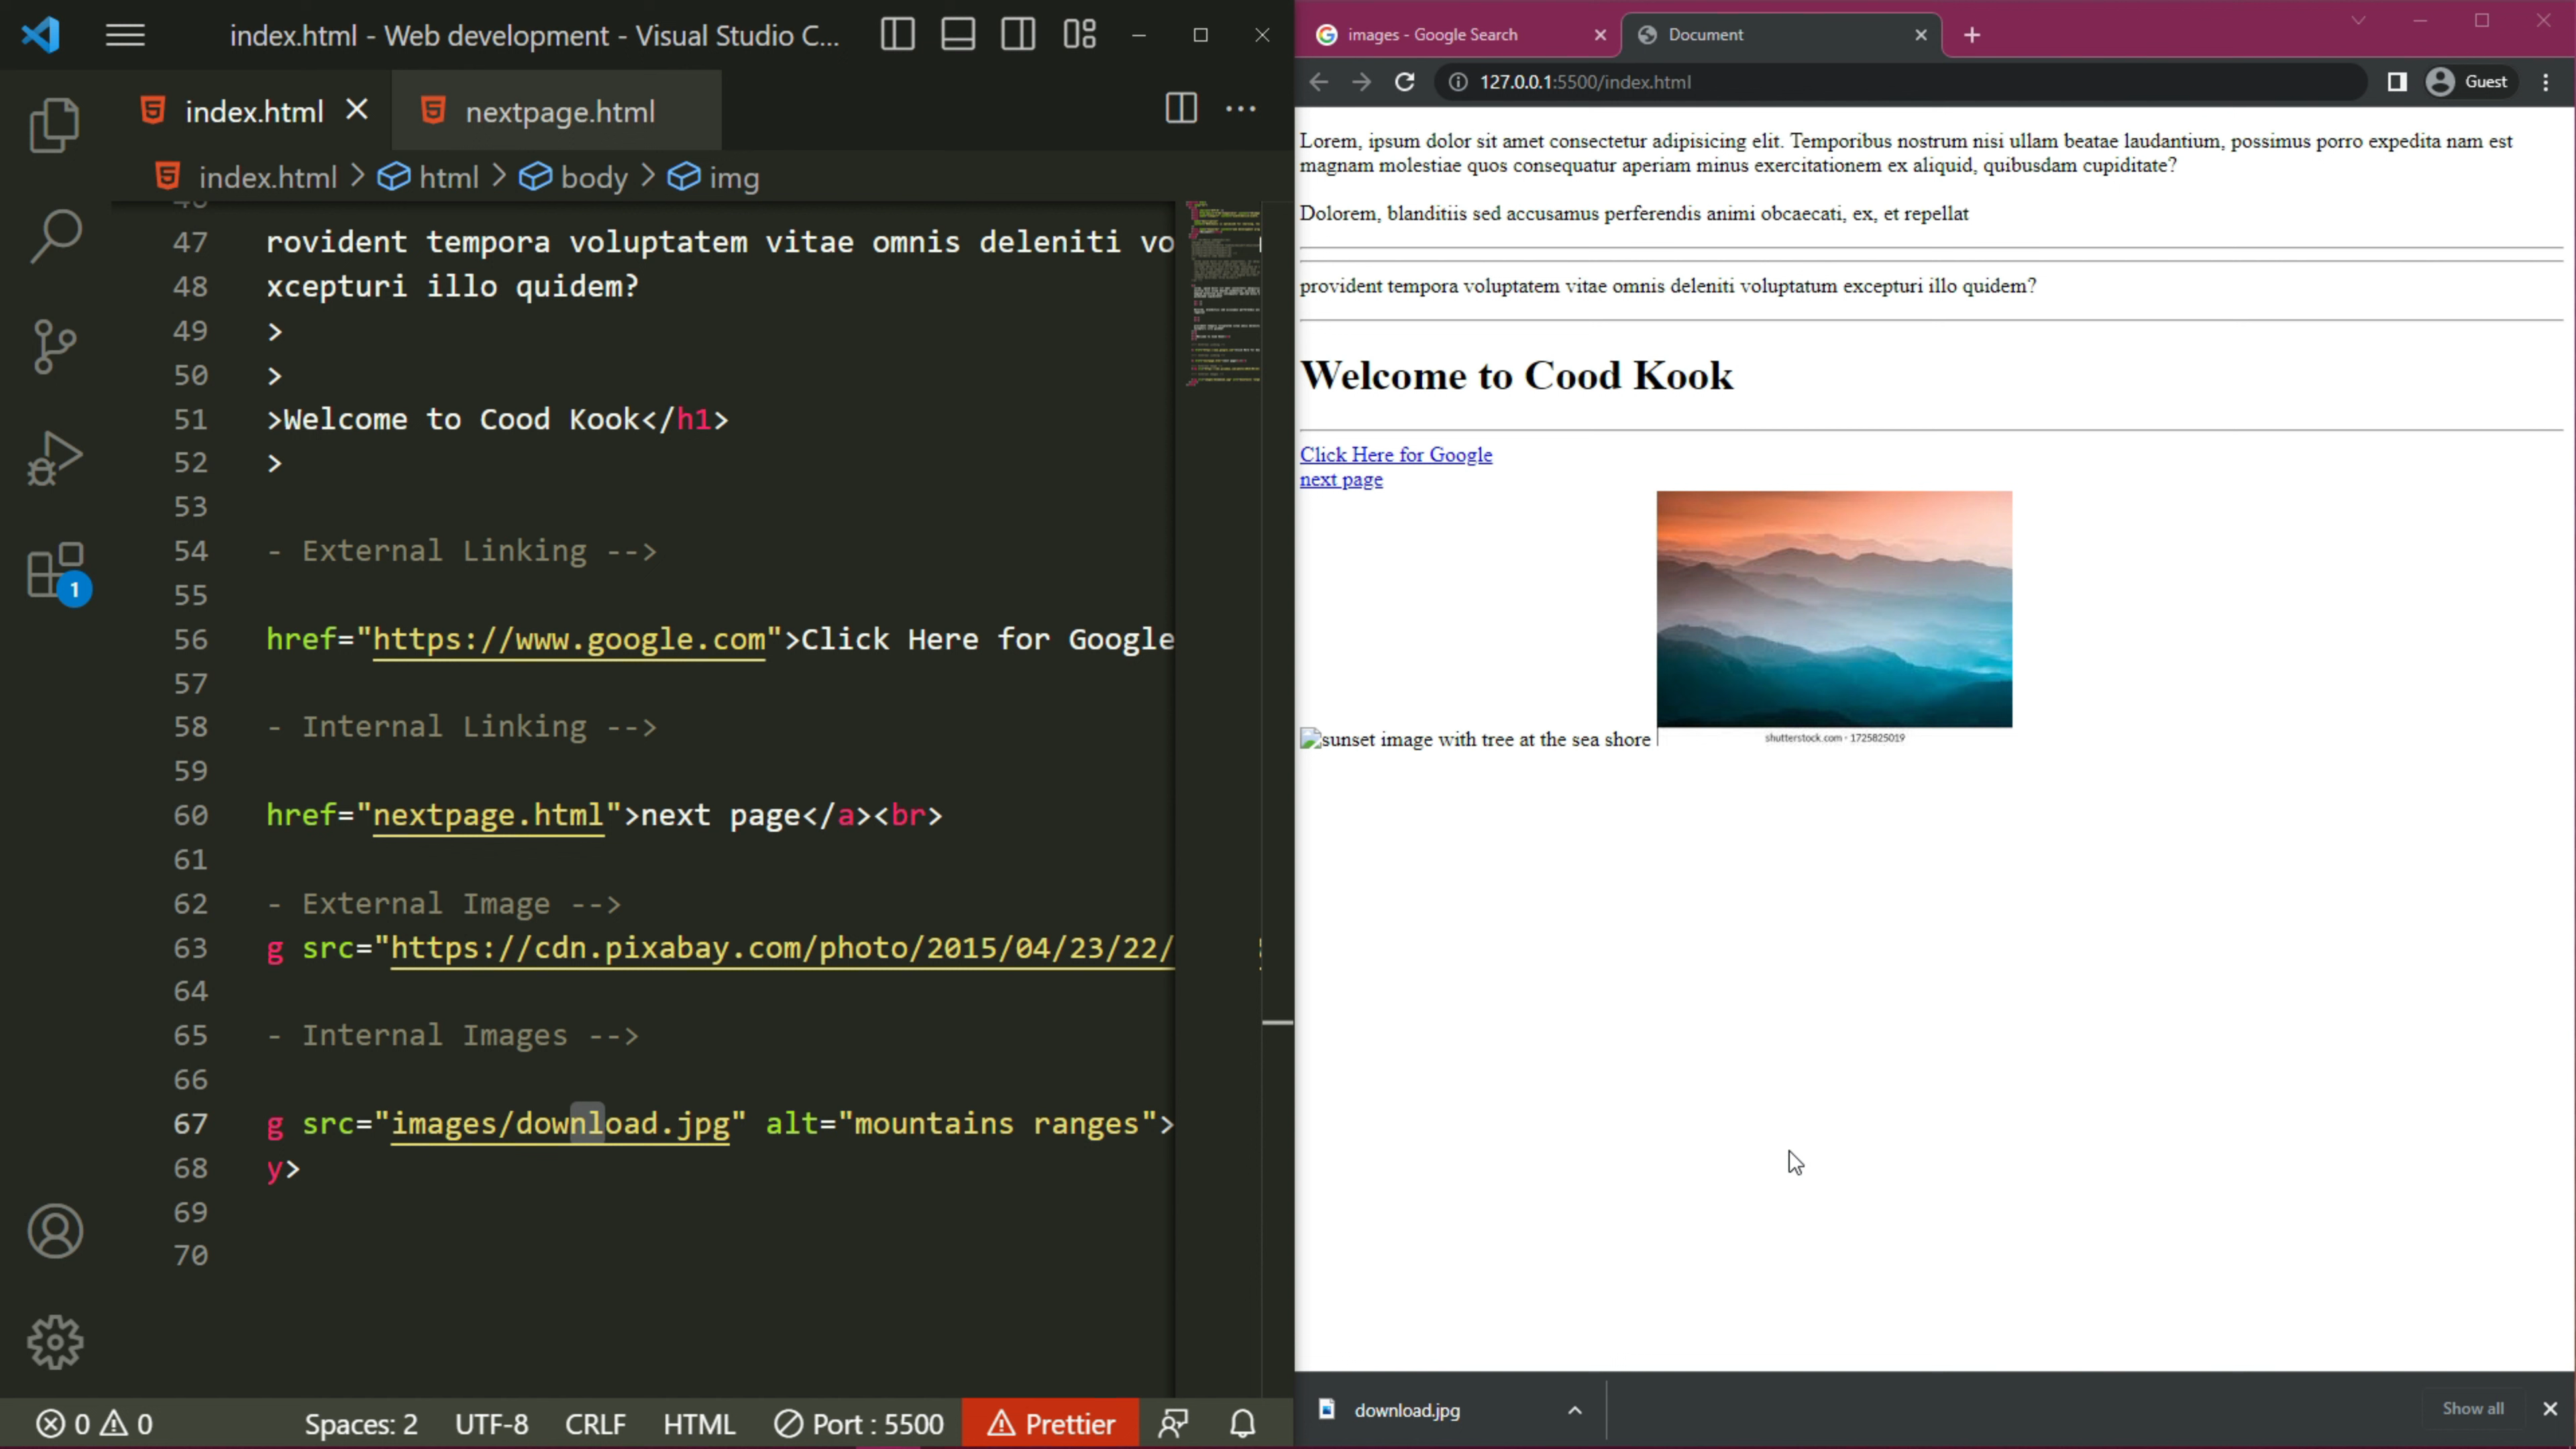 index.html - Web development - Visual Studio C...
index.html
nextpage.html
index.html > html > body > img
47 rovident tempora voluptatem vitae omnis deleniti vo
48 xcepturi illo quidem?
49 >
50 >
51 >Welcome to Cood Kook</h1>
52 >
53
54 - External Linking -->
55
56 href="https://www.google.com">Click Here for Google
57
58 - Internal Linking -->
59
60 href="nextpage.html">next page</a><br>
61
62 - External Image -->
63 g src="https://cdn.pixabay.com/photo/2015/04/23/22/
64
65 - Internal Images -->
66
67 g src="images/download.jpg" alt="mountains ranges">
68 y>
69
70
1
0 0 Spaces: 2 UTF-8 CRLF HTML Port : 5500 Prettier
images - Google Search
Document
127.0.0.1:5500/index.html
Guest
Lorem, ipsum dolor sit amet consectetur adipisicing elit. Temporibus nostrum nisi ullam beatae laudantium, possimus porro expedita nam est
magnam molestiae quos consequatur aperiam minus exercitationem ex aliquid, quibusdam cupiditate?
Dolorem, blanditiis sed accusamus perferendis animi obcaecati, ex, et repellat
provident tempora voluptatem vitae omnis deleniti voluptatum excepturi illo quidem?
Welcome to Cood Kook
Click Here for Google
next page
sunset image with tree at the sea shore
shutterstock.com · 1725825019
download.jpg
Show all